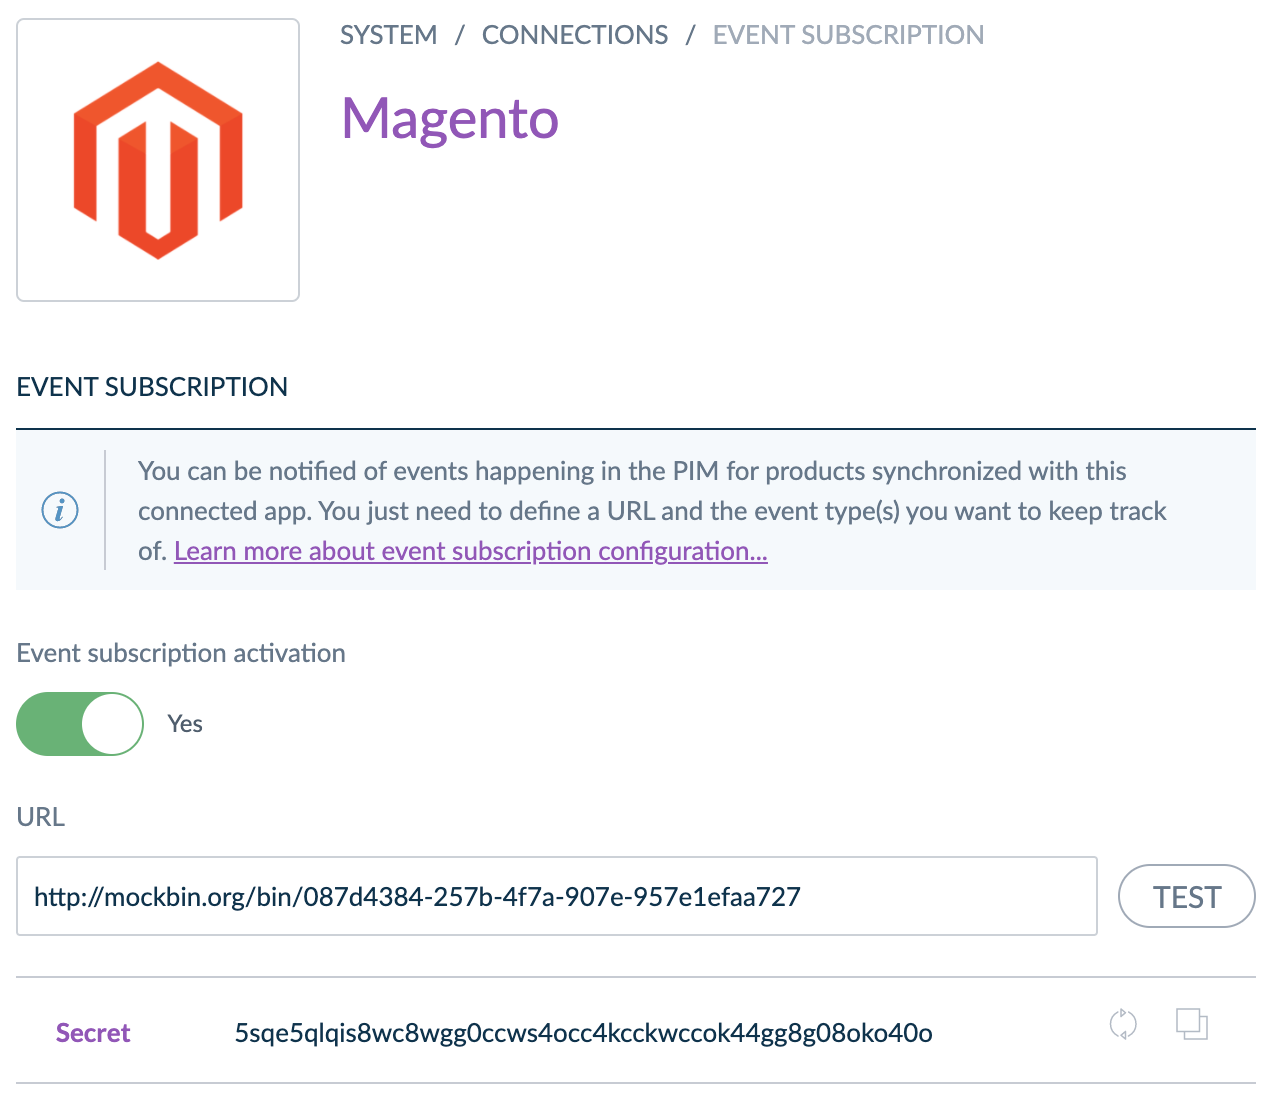 SYSTEM / CONNECTIONS / EVENT SUBSCRIPTION
Magento
EVENT SUBSCRIPTION
You can be notified of events happening in the PIM for products synchronized with this
connected app. You just need to define a URL and the event type(s) you want to keep track
of. Learn more about event subscription configuration...
Event subscription activation
Yes
URL
http://mockbin.org/bin/087d4384-257b-4f7a-907e-957e1efaa727
TEST
Secret 5sqe5qlqis8wc8wgg0ccws4occ4kcckwccok44gg8g08oko40o